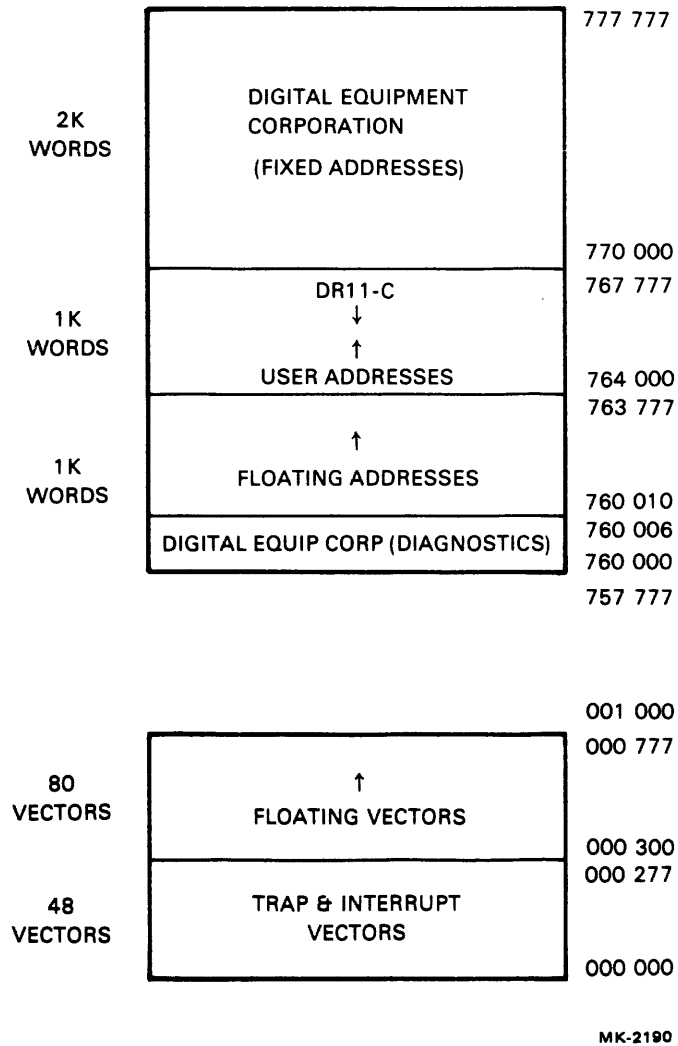 777 777
DIGITAL EQUIPMENT
CORPORATION
(FIXED ADDRESSES)
2K
WORDS
770 000
767 777
DR11-C
↓
↑
USER ADDRESSES
1K
WORDS
764 000
763 777
↑
FLOATING ADDRESSES
1K
WORDS
760 010
760 006
DIGITAL EQUIP CORP (DIAGNOSTICS)
760 000
757 777
001 000
000 777
80
VECTORS
↑
FLOATING VECTORS
000 300
000 277
48
VECTORS
TRAP & INTERRUPT
VECTORS
000 000
MK-2190